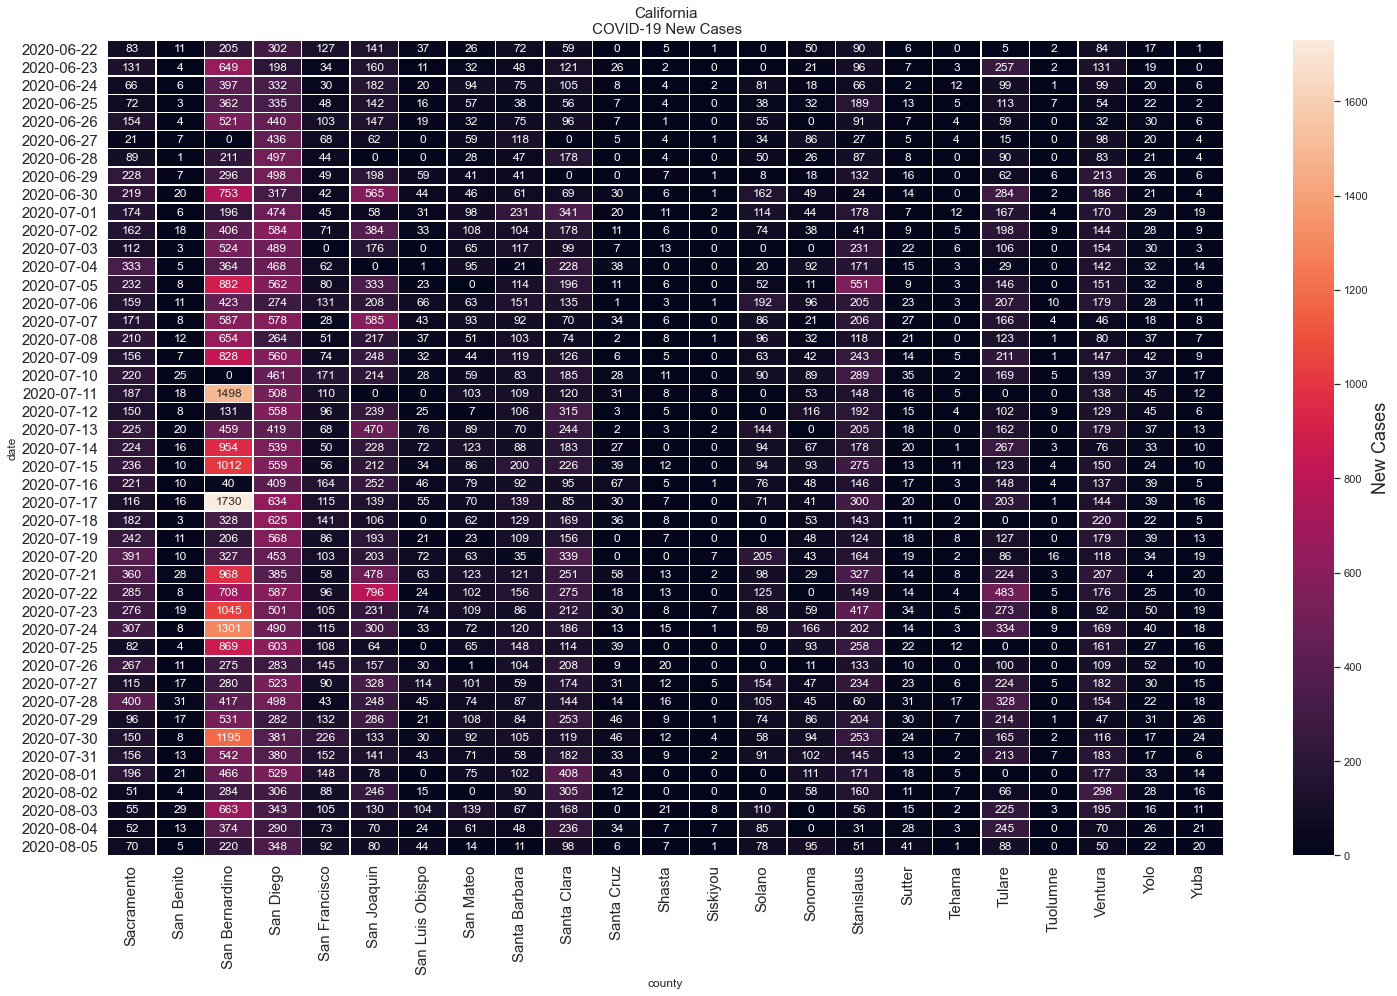 California
COVID-19 New Cases
date
2020-06-22 83 11 205 302 127 141 37 26 72 59 0 5 1 0 50 90 6 0 5 2 84 17 1
2020-06-23 131 4 649 198 34 160 11 32 48 121 26 2 0 0 21 96 7 3 257 2 131 19 0
2020-06-24 66 6 397 332 30 182 20 94 75 105 8 4 2 81 18 66 2 12 99 1 99 20 6
2020-06-25 72 3 362 335 48 142 16 57 38 56 7 4 0 38 32 189 13 5 113 7 54 22 2
2020-06-26 154 4 521 440 103 147 19 32 75 96 7 1 0 55 0 91 7 4 59 0 32 30 6
2020-06-27 21 7 0 436 68 62 0 59 118 0 5 4 1 34 86 27 5 4 15 0 98 20 4
2020-06-28 89 1 211 497 44 0 0 28 47 178 0 4 0 50 26 87 8 0 90 0 83 21 4
2020-06-29 228 7 296 498 49 198 59 41 41 0 0 7 1 8 18 132 16 0 62 6 213 26 6
2020-06-30 219 20 753 317 42 565 44 46 61 69 30 6 1 162 49 24 14 0 284 2 186 21 4
2020-07-01 174 6 196 474 45 58 31 98 231 341 20 11 2 114 44 178 7 12 167 4 170 29 19
2020-07-02 162 18 406 584 71 384 33 108 104 178 11 6 0 74 38 41 9 5 198 9 144 28 9
2020-07-03 112 3 524 489 0 176 0 65 117 99 7 13 0 0 0 231 22 6 106 0 154 30 3
2020-07-04 333 5 364 468 62 0 1 95 21 228 38 0 0 20 92 171 15 3 29 0 142 32 14
2020-07-05 232 8 882 562 80 333 23 0 114 196 11 6 0 52 11 551 9 3 146 0 151 32 8
2020-07-06 159 11 423 274 131 208 66 63 151 135 1 3 1 192 96 205 23 3 207 10 179 28 11
2020-07-07 171 8 587 578 28 585 43 93 92 70 34 6 0 86 21 206 27 0 166 4 46 18 8
2020-07-08 210 12 654 264 51 217 37 51 103 74 2 8 1 96 32 118 21 0 123 1 80 37 7
2020-07-09 156 7 828 560 74 248 32 44 119 126 6 5 0 63 42 243 14 5 211 1 147 42 9
2020-07-10 220 25 0 461 171 214 28 59 83 185 28 11 0 90 89 289 35 2 169 5 139 37 17
2020-07-11 187 18 1498 508 110 0 0 103 109 120 31 8 8 0 53 148 16 5 0 0 138 45 12
2020-07-12 150 8 131 558 96 239 25 7 106 315 3 5 0 0 116 192 15 4 102 9 129 45 6
2020-07-13 225 20 459 419 68 470 76 89 70 244 2 3 2 144 0 205 18 0 162 0 179 37 13
2020-07-14 224 16 954 539 50 228 72 123 88 183 27 0 0 94 67 178 20 1 267 3 76 33 10
2020-07-15 236 10 1012 559 56 212 34 86 200 226 39 12 0 94 93 275 13 11 123 4 150 24 10
2020-07-16 221 10 40 409 164 252 46 79 92 95 67 5 1 76 48 146 17 3 148 4 137 39 5
2020-07-17 116 16 1730 634 115 139 55 70 139 85 30 7 0 71 41 300 20 0 203 1 144 39 16
2020-07-18 182 3 328 625 141 106 0 62 129 169 36 8 0 0 53 143 11 2 0 0 220 22 5
2020-07-19 242 11 206 568 86 193 21 23 109 156 0 7 0 0 48 124 18 8 127 0 179 39 13
2020-07-20 391 10 327 453 103 203 72 63 35 339 0 0 7 205 43 164 19 2 86 16 118 34 19
2020-07-21 360 28 968 385 58 478 63 123 121 251 58 13 2 98 29 327 14 8 224 3 207 4 20
2020-07-22 285 8 708 587 96 796 24 102 156 275 18 13 0 125 0 149 14 4 483 5 176 25 10
2020-07-23 276 19 1045 501 105 231 74 109 86 212 30 8 7 88 59 417 34 5 273 8 92 50 19
2020-07-24 307 8 1301 490 115 300 33 72 120 186 13 15 1 59 166 202 14 3 334 9 169 40 18
2020-07-25 82 4 869 603 108 64 0 65 148 114 39 0 0 0 93 258 22 12 0 0 161 27 16
2020-07-26 267 11 275 283 145 157 30 1 104 208 9 20 0 0 11 133 10 0 100 0 109 52 10
2020-07-27 115 17 280 523 90 328 114 101 59 174 31 12 5 154 47 234 23 6 224 5 182 30 15
2020-07-28 400 31 417 498 43 248 45 74 87 144 14 16 0 105 45 60 31 17 328 0 154 22 18
2020-07-29 96 17 531 282 132 286 21 108 84 253 46 9 1 74 86 204 30 7 214 1 47 31 26
2020-07-30 150 8 1195 381 226 133 30 92 105 119 46 12 4 58 94 253 24 7 165 2 116 17 24
2020-07-31 156 13 542 380 152 141 43 71 58 182 33 9 2 91 102 145 13 2 213 7 183 17 6
2020-08-01 196 21 466 529 148 78 0 75 102 408 43 0 0 0 111 171 18 5 0 0 177 33 14
2020-08-02 51 4 284 306 88 246 15 0 90 305 12 0 0 0 58 160 11 7 66 0 298 28 16
2020-08-03 55 29 663 343 105 130 104 139 67 168 0 21 8 110 0 56 15 2 225 3 195 16 11
2020-08-04 52 13 374 290 73 70 24 61 48 236 34 7 7 85 0 31 28 3 245 0 70 26 21
2020-08-05 70 5 220 348 92 80 44 14 11 98 6 7 1 78 95 51 41 1 88 0 50 22 20
Sacramento
San Benito
San Bernardino
San Diego
San Francisco
San Joaquin
San Luis Obispo
San Mateo
Santa Barbara
Santa Clara
Santa Cruz
Shasta
Siskiyou
Solano
Sonoma
Stanislaus
Sutter
Tehama
Tulare
Tuolumne
Ventura
Yolo
Yuba
county
1600
1400
1200
1000
800
600
400
200
0
New Cases